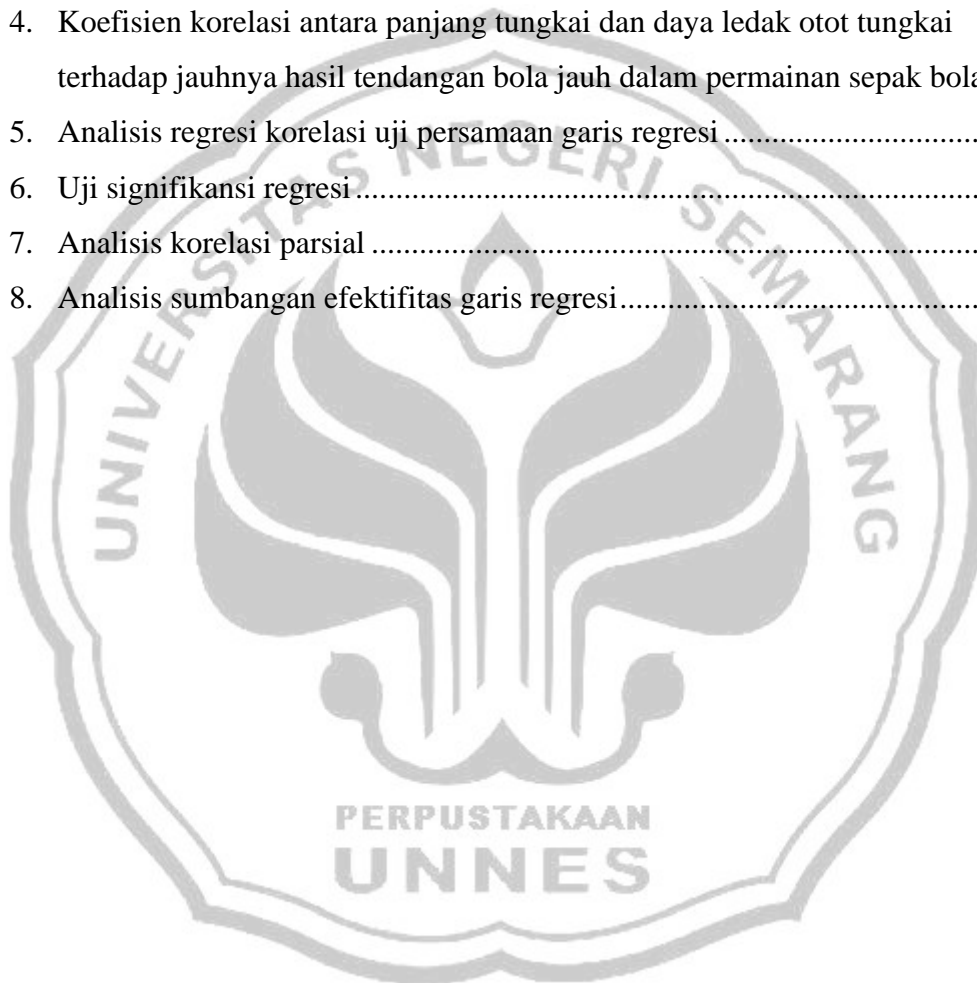 4. Koefisien korelasi antara panjang tungkai dan daya ledak otot tungkai
terhadap jauhnya hasil tendangan bola jauh dalam permainan sepak bola
5. Analisis regresi korelasi uji persamaan garis regresi ...............................
6. Uji signifikansi regresi ...............................................................................
7. Analisis korelasi parsial .............................................................................
8. Analisis sumbangan efektifitas garis regresi .............................................
UNIVERSITAS NEGERI SEMARANG
PERPUSTAKAAN
UNNES